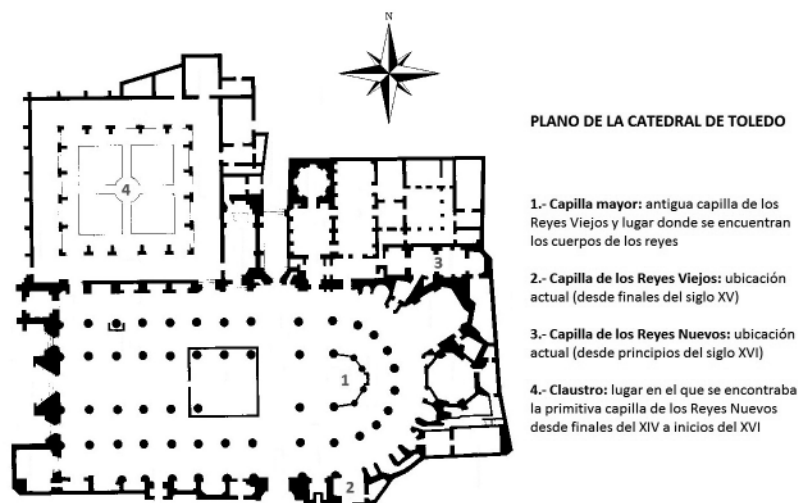 N
PLANO DE LA CATEDRAL DE TOLEDO
1.- Capilla mayor: antigua capilla de los
Reyes Viejos y lugar donde se encuentran
los cuerpos de los reyes
2.- Capilla de los Reyes Viejos: ubicación
actual (desde finales del siglo XV)
3.- Capilla de los Reyes Nuevos: ubicación
actual (desde principios del siglo XVI)
4.- Claustro: lugar en el que se encontraba
la primitiva capilla de los Reyes Nuevos
desde finales del XIV a inicios del XVI
4
3
1
2